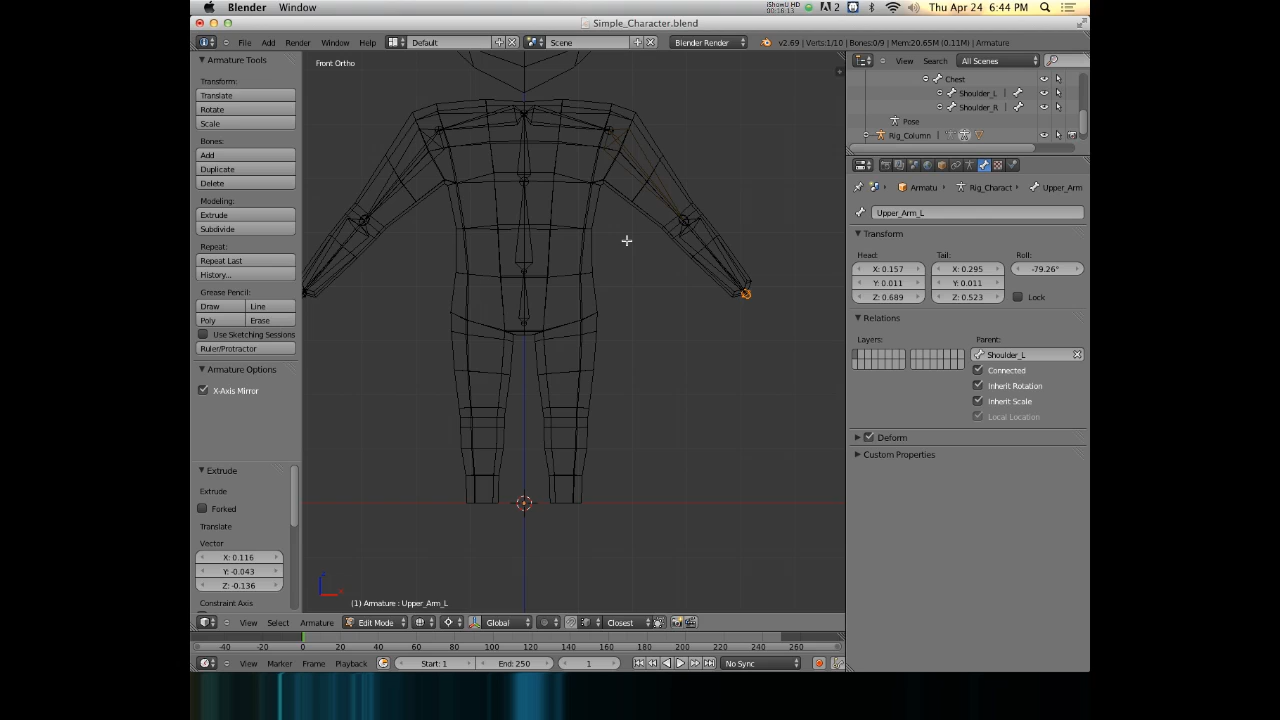 Blender Window
iShowU HD
00:18:13
2
Thu Apr 24 6:44 PM
Simple_Character.blend
File Add Render Window Help Default Scene Blender Render v2.69 | Verts:1/10 | Bones:0/9 | Mem:20.65M (0.11M) | Armature
Armature Tools
Transform:
Translate
Rotate
Scale
Bones:
Add
Duplicate
Delete
Modeling:
Extrude
Subdivide
Repeat:
Repeat Last
History...
Grease Pencil:
Draw Line
Poly Erase
Use Sketching Sessions
Ruler/Protractor
Armature Options
X-Axis Mirror
Extrude
Extrude
Forked
Translate
Vector
X: 0.116
Y: -0.043
Z: -0.136
Constraint Axis
Front Ortho
(1) Armature : Upper_Arm_L
View Select Armature Edit Mode Global Closest
-40 -20 0 20 40 60 80 100 120 140 160 180 200 220 240 260
View Marker Frame Playback Start: 1 End: 250 1 No Sync
View Search All Scenes
Chest
Shoulder_L
Shoulder_R
Pose
Rig_Column
Armatu Rig_Charact Upper_Arm
Upper_Arm_L
Transform
Head: Tail: Roll:
X: 0.157 X: 0.295 -79.26°
Y: 0.011 Y: 0.011
Z: 0.689 Z: 0.523 Lock
Relations
Layers: Parent:
Shoulder_L
Connected
Inherit Rotation
Inherit Scale
Local Location
Deform
Custom Properties